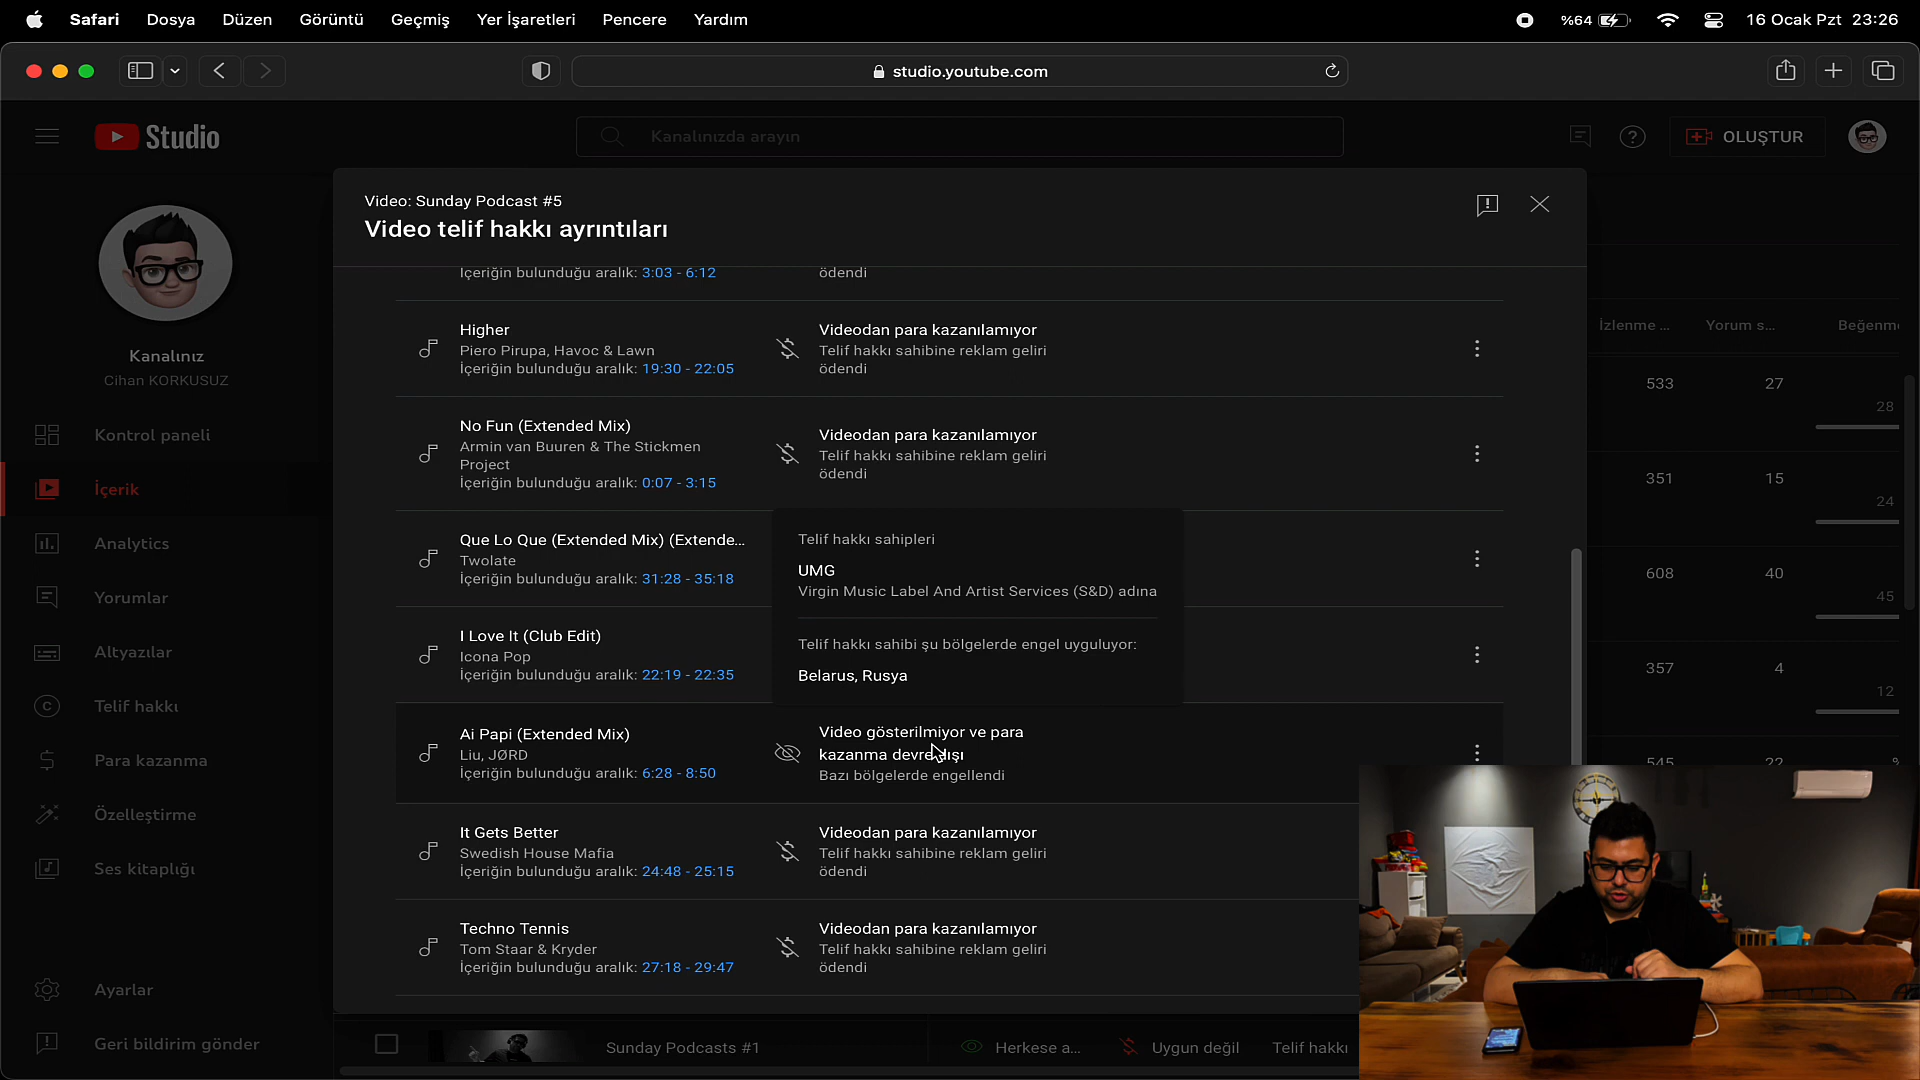 Safari Dosya Düzen Görüntü Geçmiş Yer İşaretleri Pencere Yardım
%64 16 Ocak Pzt 23:26
studio.youtube.com
Studio
Kanalınızda arayın
OLUŞTUR
Kanalınız
Cihan KORKUSUZ
Kontrol paneli
İçerik
Analytics
Yorumlar
Altyazılar
Telif hakkı
Para kazanma
Özelleştirme
Ses kitaplığı
Ayarlar
Geri bildirim gönder
Video: Sunday Podcast #5
Video telif hakkı ayrıntıları
İçeriğin bulunduğu aralık: 3:03 - 6:12
ödendi
Higher
Piero Pirupa, Havoc & Lawn
İçeriğin bulunduğu aralık: 19:30 - 22:05
Videodan para kazanılamıyor
Telif hakkı sahibine reklam geliri
ödendi
No Fun (Extended Mix)
Armin van Buuren & The Stickmen
Project
İçeriğin bulunduğu aralık: 0:07 - 3:15
Videodan para kazanılamıyor
Telif hakkı sahibine reklam geliri
ödendi
Que Lo Que (Extended Mix) (Extende...
Twolate
İçeriğin bulunduğu aralık: 31:28 - 35:18
Telif hakkı sahipleri
UMG
Virgin Music Label And Artist Services (S&D) adına
Telif hakkı sahibi şu bölgelerde engel uyguluyor:
Belarus, Rusya
I Love It (Club Edit)
Icona Pop
İçeriğin bulunduğu aralık: 22:19 - 22:35
Ai Papi (Extended Mix)
Liu, JØRD
İçeriğin bulunduğu aralık: 6:28 - 8:50
Video gösterilmiyor ve para
kazanma devre dışı
Bazı bölgelerde engellendi
It Gets Better
Swedish House Mafia
İçeriğin bulunduğu aralık: 24:48 - 25:15
Videodan para kazanılamıyor
Telif hakkı sahibine reklam geliri
ödendi
Techno Tennis
Tom Staar & Kryder
İçeriğin bulunduğu aralık: 27:18 - 29:47
Videodan para kazanılamıyor
Telif hakkı sahibine reklam geliri
ödendi
İzlenme ... Yorum s... Beğenme
533 27
28
351 15
24
608 40
45
357 4
12
545 22
Sunday Podcasts #1 Herkese a... Uygun değil Telif hakkı